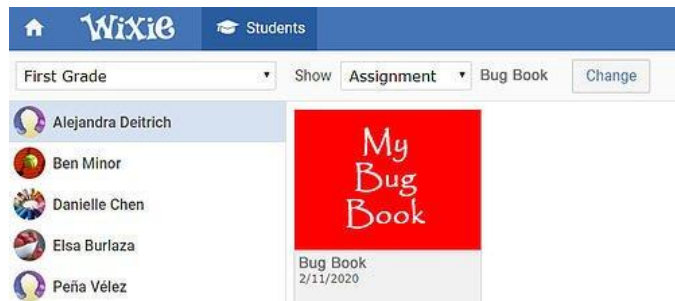 Wixie Students
First Grade Show Assignment Bug Book Change
Alejandra Deitrich
Ben Minor
Danielle Chen
Elsa Burlaza
Peña Vélez
My
Bug
Book
Bug Book
2/11/2020